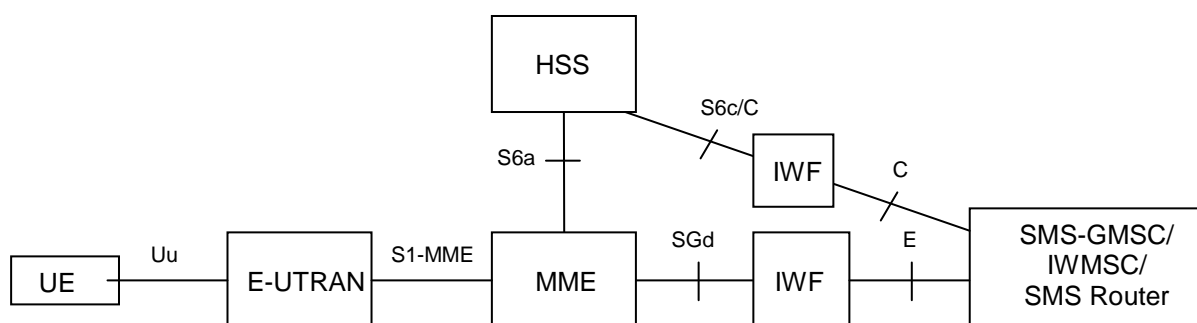 HSS
S6c/C
S6a
IWF
C
UE
Uu
E-UTRAN
S1-MME
MME
SGd
IWF
E
SMS-GMSC/
IWMSC/
SMS Router